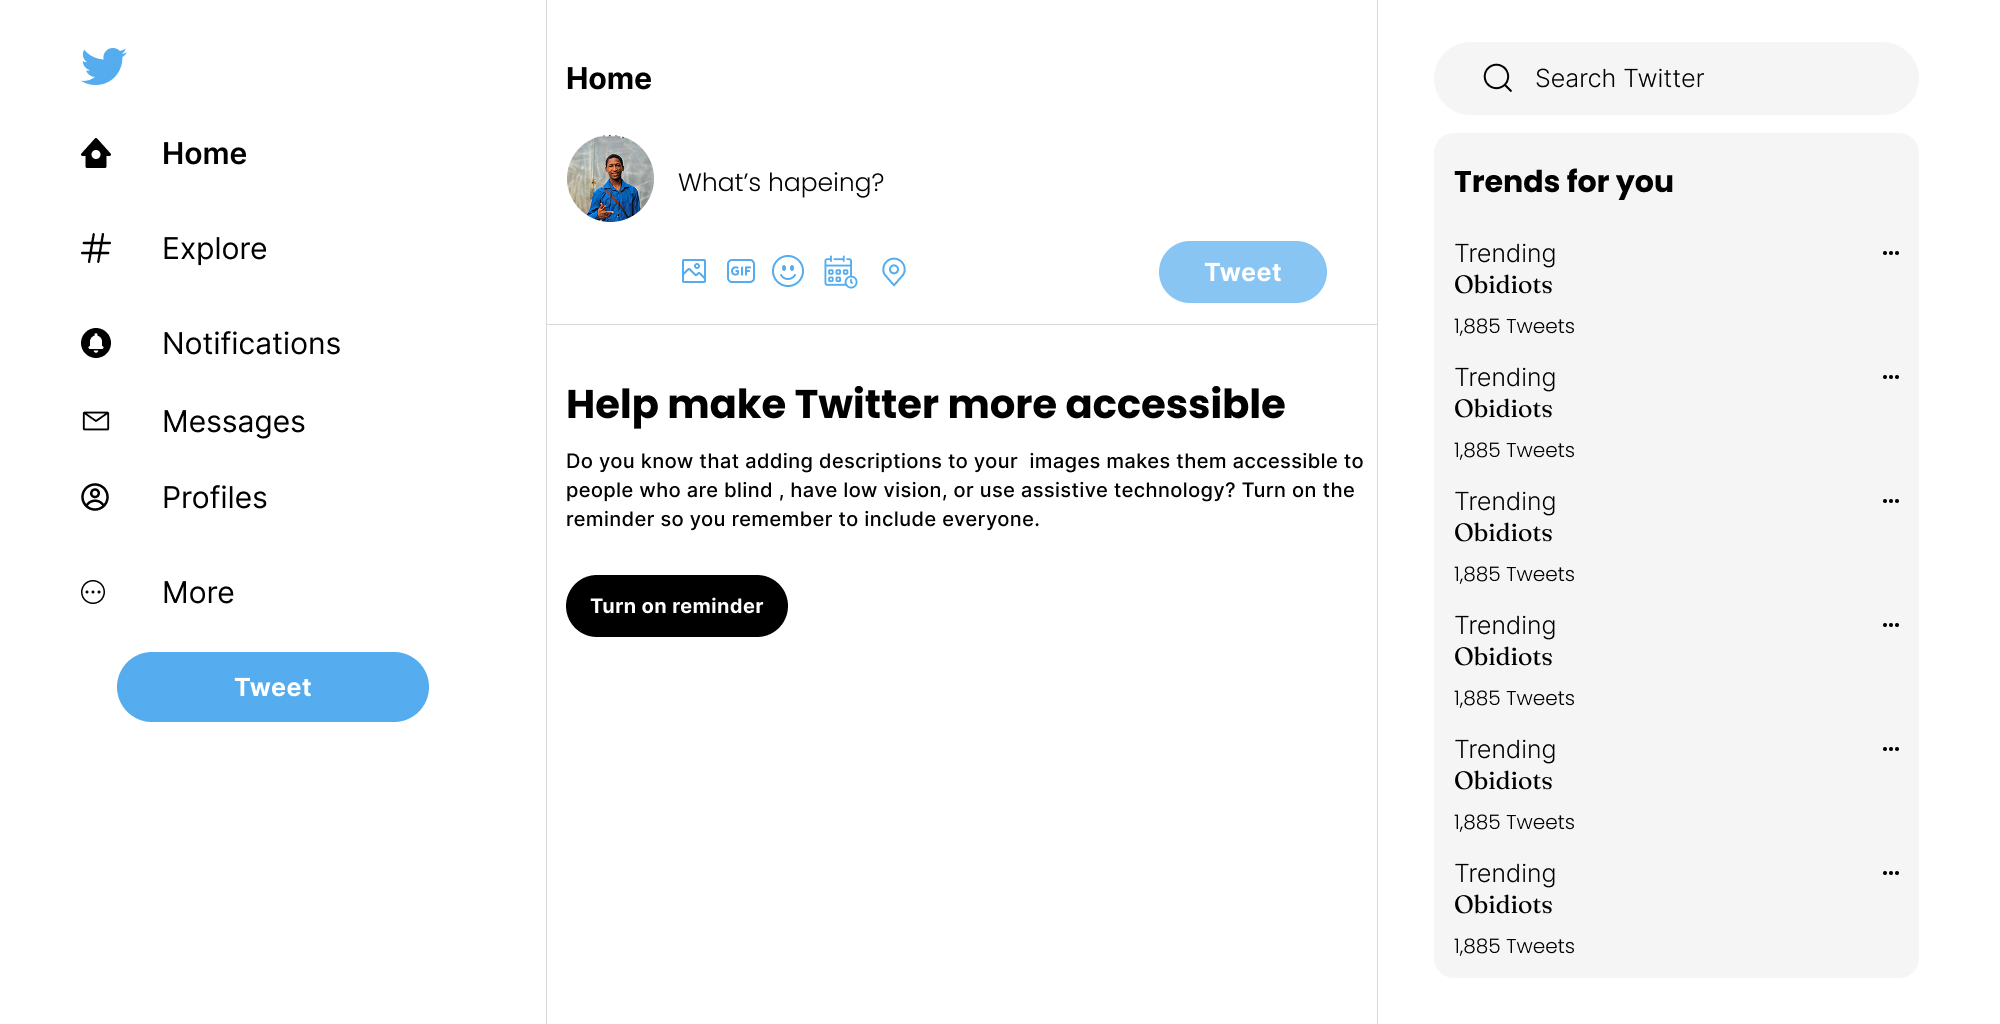 Home
Explore
Notifications
Messages
Profiles
More
Tweet
Home
What's hapeing?
GIF
Tweet
Help make Twitter more accessible
Do you know that adding descriptions to your  images makes them accessible to
people who are blind , have low vision, or use assistive technology? Turn on the
reminder so you remember to include everyone.
Turn on reminder
Search Twitter
Trends for you
Trending
Obidiots
1,885 Tweets
Trending
Obidiots
1,885 Tweets
Trending
Obidiots
1,885 Tweets
Trending
Obidiots
1,885 Tweets
Trending
Obidiots
1,885 Tweets
Trending
Obidiots
1,885 Tweets